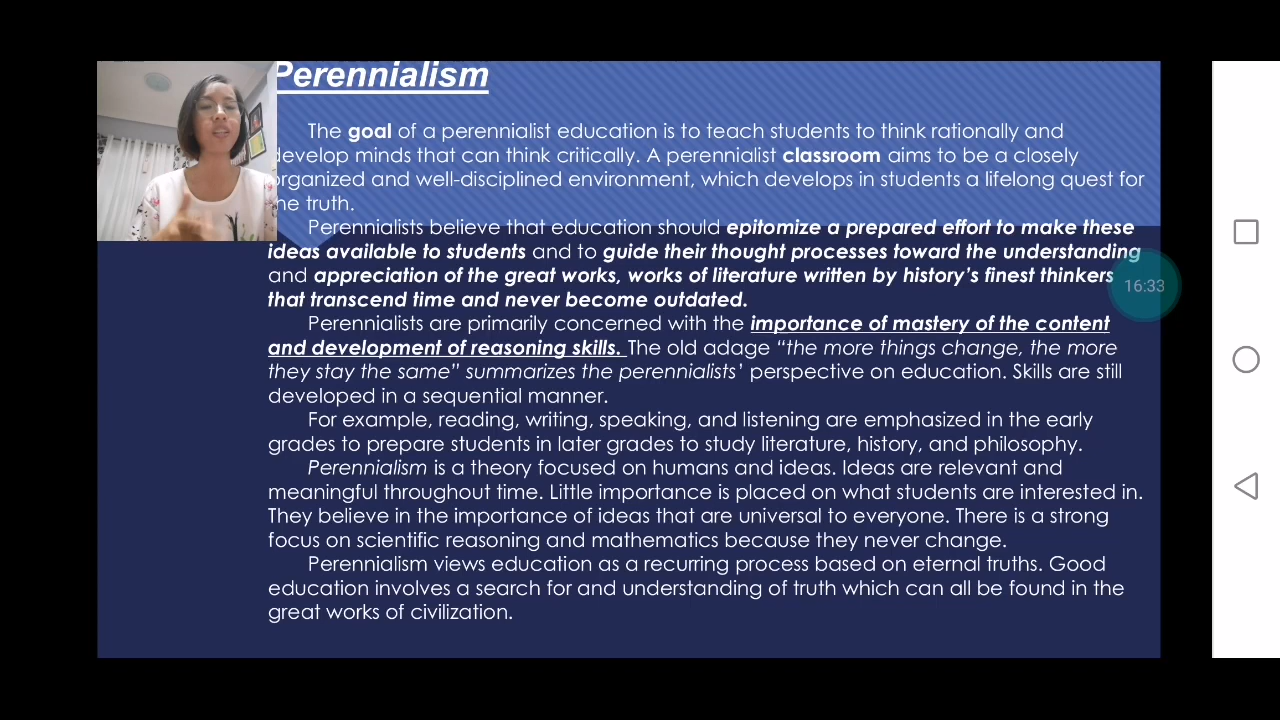 Perennialism
The goal of a perennialist education is to teach students to think rationally and
develop minds that can think critically. A perennialist classroom aims to be a closely
organized and well-disciplined environment, which develops in students a lifelong quest for
the truth.
Perennialists believe that education should epitomize a prepared effort to make these
ideas available to students and to guide their thought processes toward the understanding
and appreciation of the great works, works of literature written by history’s finest thinkers
that transcend time and never become outdated.
16:33
Perennialists are primarily concerned with the importance of mastery of the content
and development of reasoning skills. The old adage “the more things change, the more
they stay the same” summarizes the perennialists’ perspective on education. Skills are still
developed in a sequential manner.
For example, reading, writing, speaking, and listening are emphasized in the early
grades to prepare students in later grades to study literature, history, and philosophy.
Perennialism is a theory focused on humans and ideas. Ideas are relevant and
meaningful throughout time. Little importance is placed on what students are interested in.
They believe in the importance of ideas that are universal to everyone. There is a strong
focus on scientific reasoning and mathematics because they never change.
Perennialism views education as a recurring process based on eternal truths. Good
education involves a search for and understanding of truth which can all be found in the
great works of civilization.